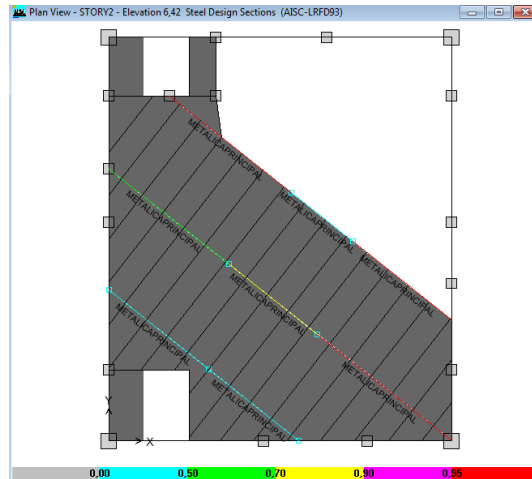 Plan View - STORY2 - Elevation 6,42 Steel Design Sections (AISC-LRFD93)
METALICAPRINCIPAL
METALICAPRINCIPAL
METALICAPRINCIPAL
METALICAPRINCIPAL
METALICAPRINCIPAL
METALICAPRINCIPAL
METALICAPRINCIPAL
METALICAPRINCIPAL
Y
X
0,00 0,50 0,70 0,90 0,95